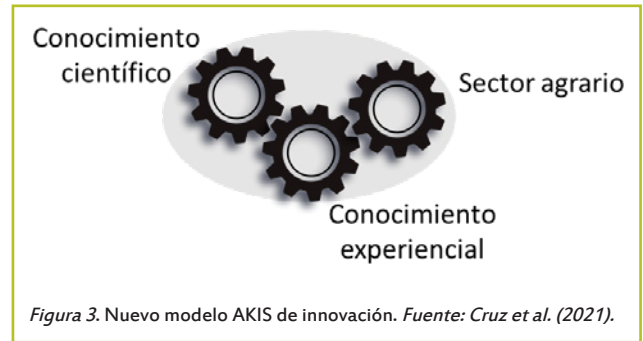 Conocimiento
científico
Sector agrario
Conocimiento
experiencial
Figura 3. Nuevo modelo AKIS de innovación. Fuente: Cruz et al. (2021).